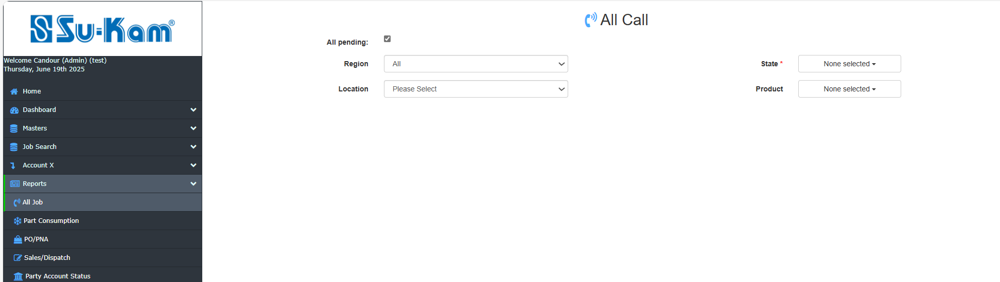 Su-Kam®
Welcome Candour (Admin) (test)
Thursday, June 19th 2025
Home
Dashboard
Masters
Job Search
Account X
Reports
All Job
Part Consumption
PO/PNA
Sales/Dispatch
Party Account Status
All Call
All pending:
Region All State * None selected
Location Please Select Product None selected